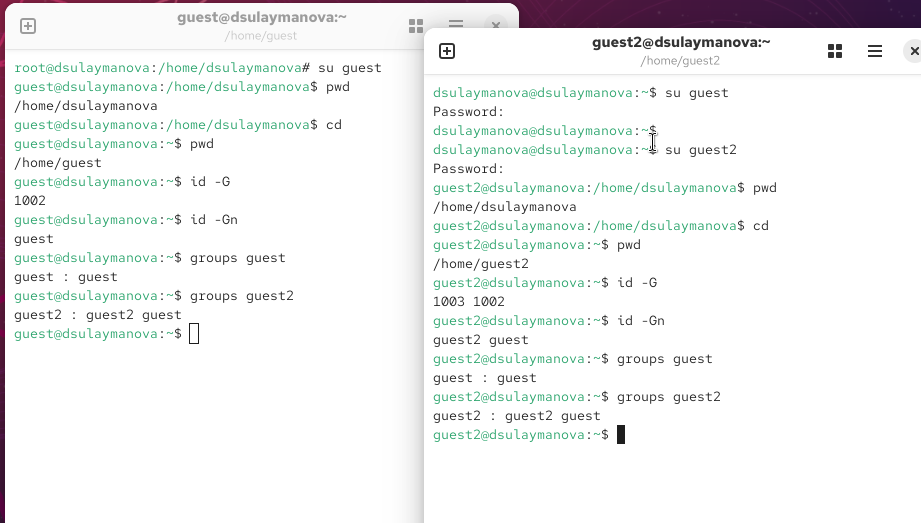 guest@dsulaymanova:~
/home/guest
root@dsulaymanova:/home/dsulaymanova# su guest
guest@dsulaymanova:/home/dsulaymanova$ pwd
/home/dsulaymanova
guest@dsulaymanova:/home/dsulaymanova$ cd
guest@dsulaymanova:~$ pwd
/home/guest
guest@dsulaymanova:~$ id -G
1002
guest@dsulaymanova:~$ id -Gn
guest
guest@dsulaymanova:~$ groups guest
guest : guest
guest@dsulaymanova:~$ groups guest2
guest2 : guest2 guest
guest@dsulaymanova:~$
guest2@dsulaymanova:~
/home/guest2
dsulaymanova@dsulaymanova:~$ su guest
Password:
dsulaymanova@dsulaymanova:~$
dsulaymanova@dsulaymanova:~$ su guest2
Password:
guest2@dsulaymanova:/home/dsulaymanova$ pwd
/home/dsulaymanova
guest2@dsulaymanova:/home/dsulaymanova$ cd
guest2@dsulaymanova:~$ pwd
/home/guest2
guest2@dsulaymanova:~$ id -G
1003 1002
guest2@dsulaymanova:~$ id -Gn
guest2 guest
guest2@dsulaymanova:~$ groups guest
guest : guest
guest2@dsulaymanova:~$ groups guest2
guest2 : guest2 guest
guest2@dsulaymanova:~$